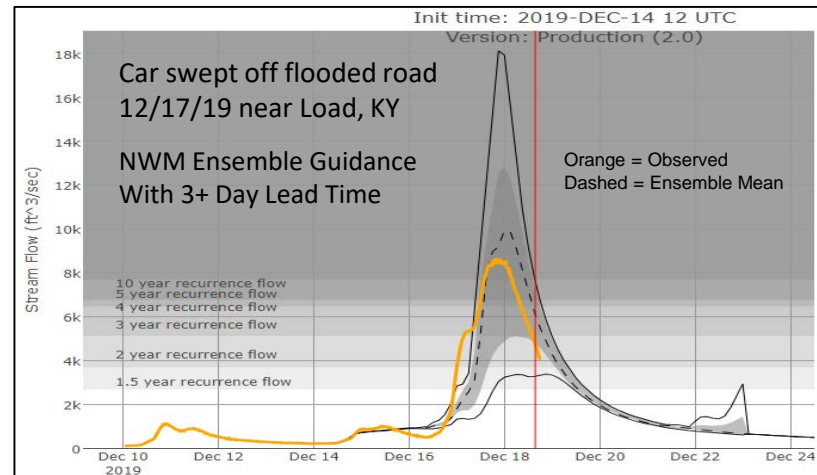 Init time: 2019-DEC-14 12 UTC
Version: Production (2.0)
Car swept off flooded road
12/17/19 near Load, KY
NWM Ensemble Guidance
With 3+ Day Lead Time
Orange = Observed
Dashed = Ensemble Mean
Stream Flow (ft^3/sec)
18k
16k
14k
12k
10k
8k
6k
4k
2k
0
10 year recurrence flow
5 year recurrence flow
4 year recurrence flow
3 year recurrence flow
2 year recurrence flow
1.5 year recurrence flow
Dec 10
2019
Dec 12
Dec 14
Dec 16
Dec 18
Dec 20
Dec 22
Dec 24